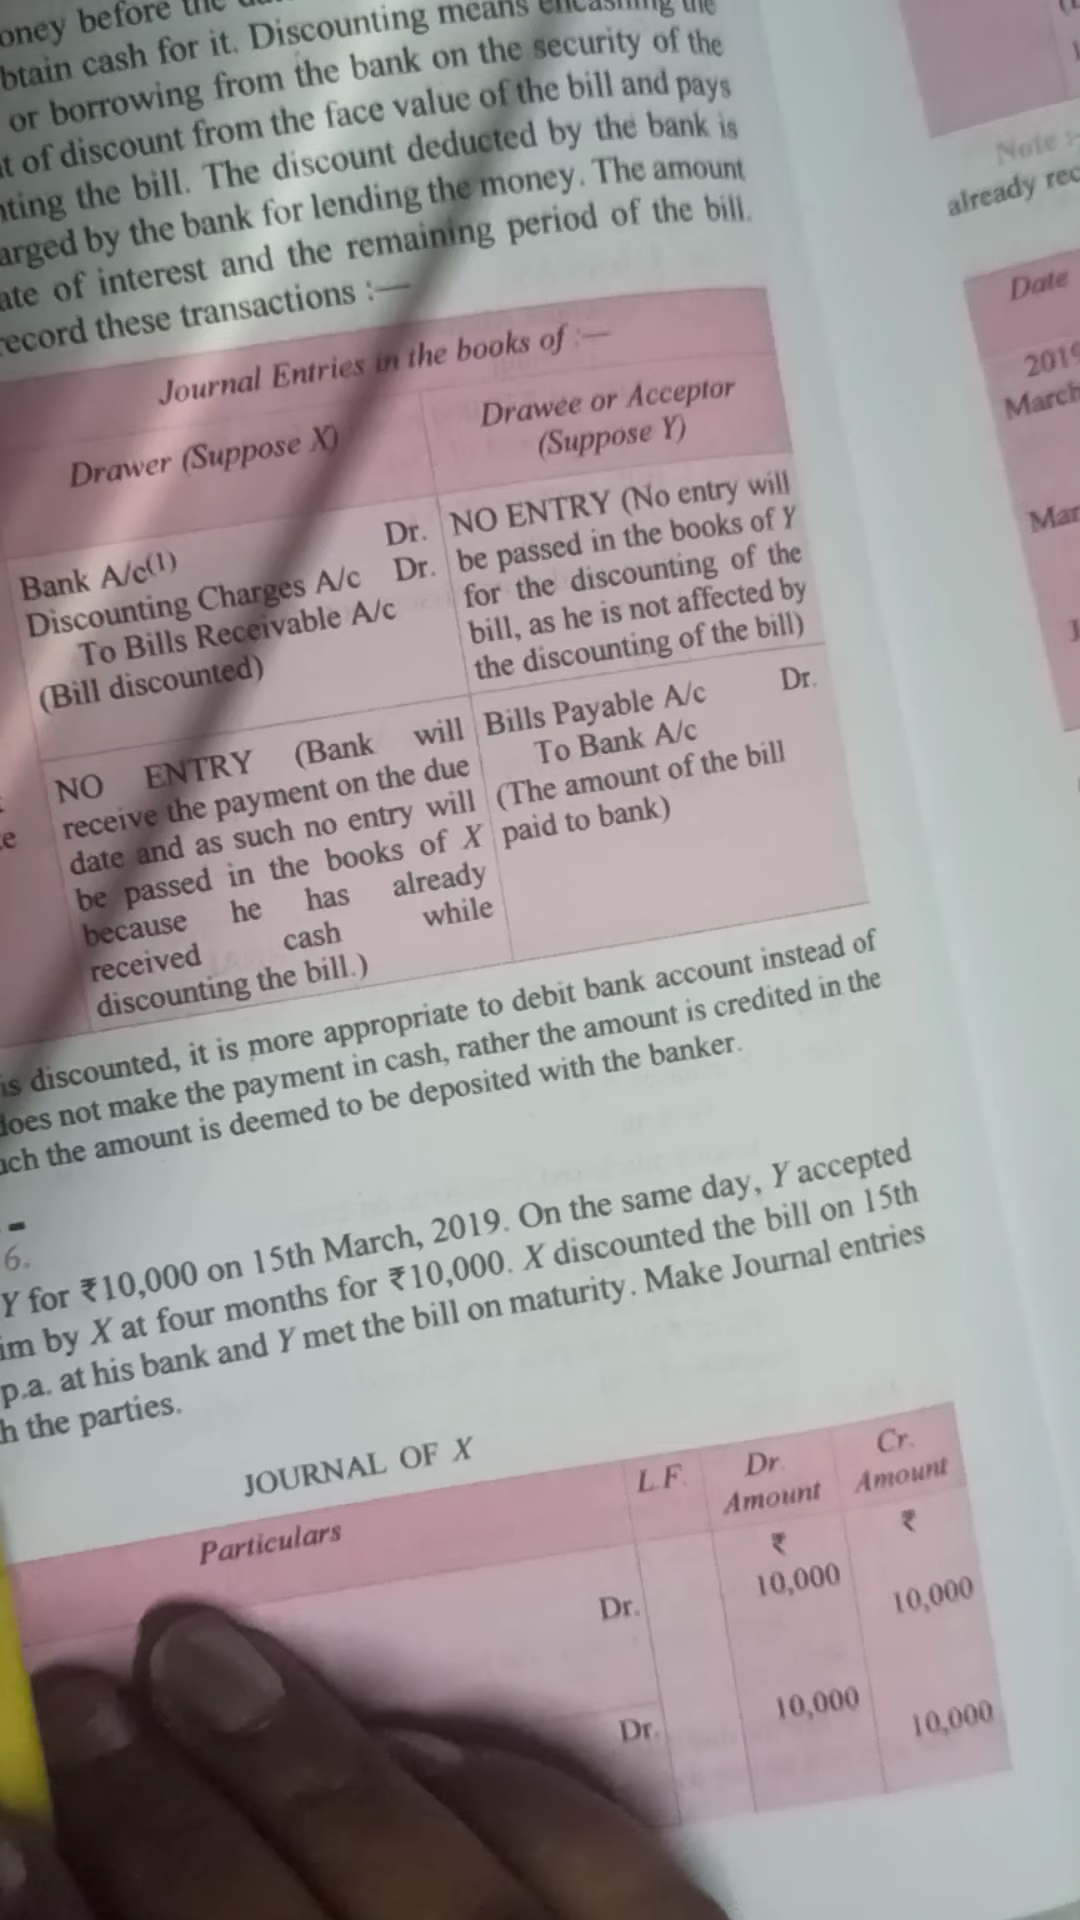 oney before the
btain cash for it. Discounting means encashing the
or borrowing from the bank on the security of the
t of discount from the face value of the bill and pays
ting the bill. The discount deducted by the bank is
arged by the bank for lending the money. The amount
ate of interest and the remaining period of the bill.
ecord these transactions :—
Journal Entries in the books of :—
Drawer (Suppose X)
Drawee or Acceptor
(Suppose Y)
Bank A/c(1) Dr.
Discounting Charges A/c Dr.
To Bills Receivable A/c
(Bill discounted)
NO ENTRY (No entry will
be passed in the books of Y
for the discounting of the
bill, as he is not affected by
the discounting of the bill)
NO ENTRY (Bank will
receive the payment on the due
date and as such no entry will
be passed in the books of X
because he has already
received cash while
discounting the bill.)
Bills Payable A/c Dr.
To Bank A/c
(The amount of the bill
paid to bank)
e
is discounted, it is more appropriate to debit bank account instead of
does not make the payment in cash, rather the amount is credited in the
uch the amount is deemed to be deposited with the banker.
6.
Y for ₹10,000 on 15th March, 2019. On the same day, Y accepted
im by X at four months for ₹10,000. X discounted the bill on 15th
p.a. at his bank and Y met the bill on maturity. Make Journal entries
h the parties.
JOURNAL OF X
Particulars L.F. Dr. Amount Cr. Amount
₹ ₹
Dr. 10,000
10,000
Dr. 10,000
10,000
Note :-
already rec
Date
2019
March
Mar